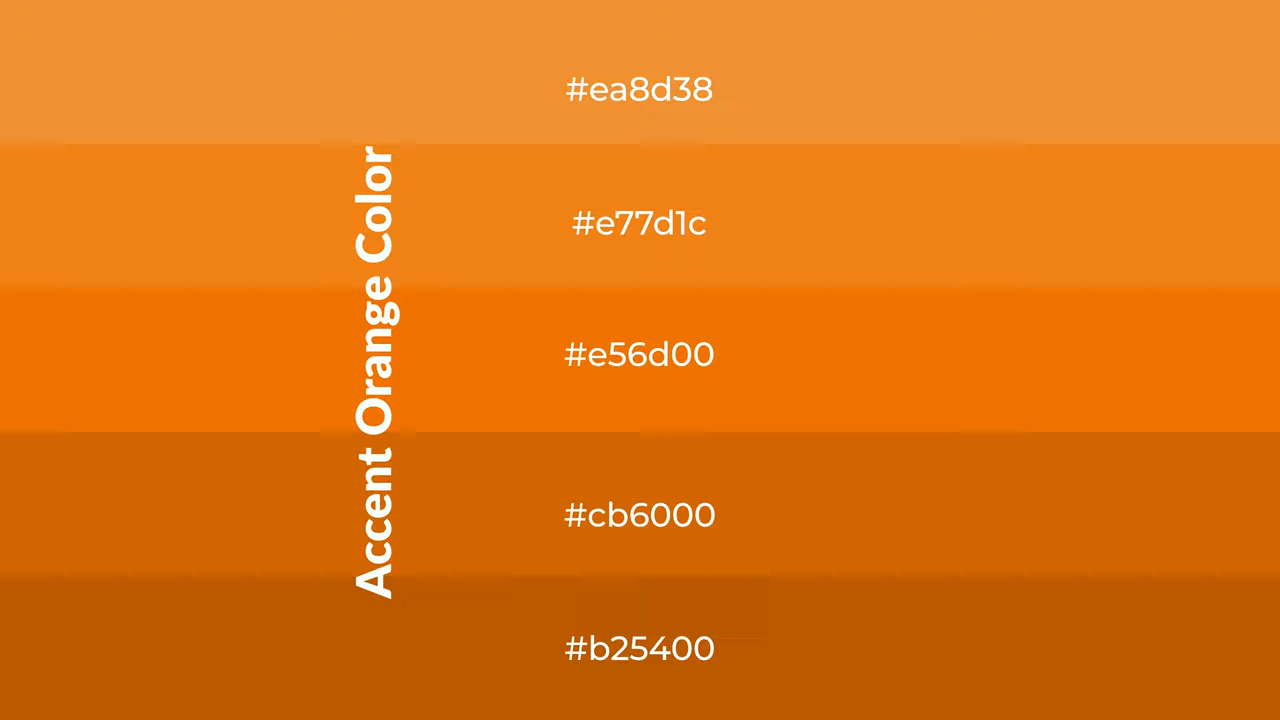 Accent Orange Color
#ea8d38
#e77d1c
#e56d00
#cb6000
#b25400